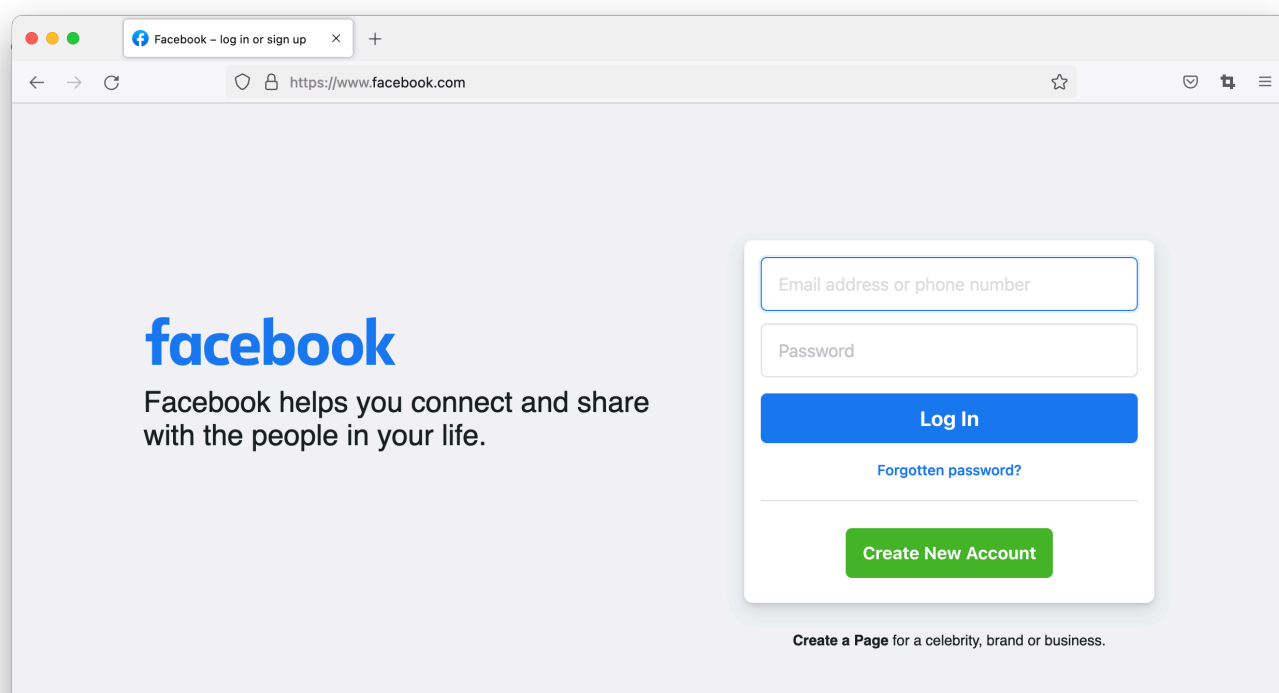 Facebook – log in or sign up
https://www.facebook.com
facebook
Facebook helps you connect and share
with the people in your life.
Email address or phone number
Password
Log In
Forgotten password?
Create New Account
Create a Page for a celebrity, brand or business.